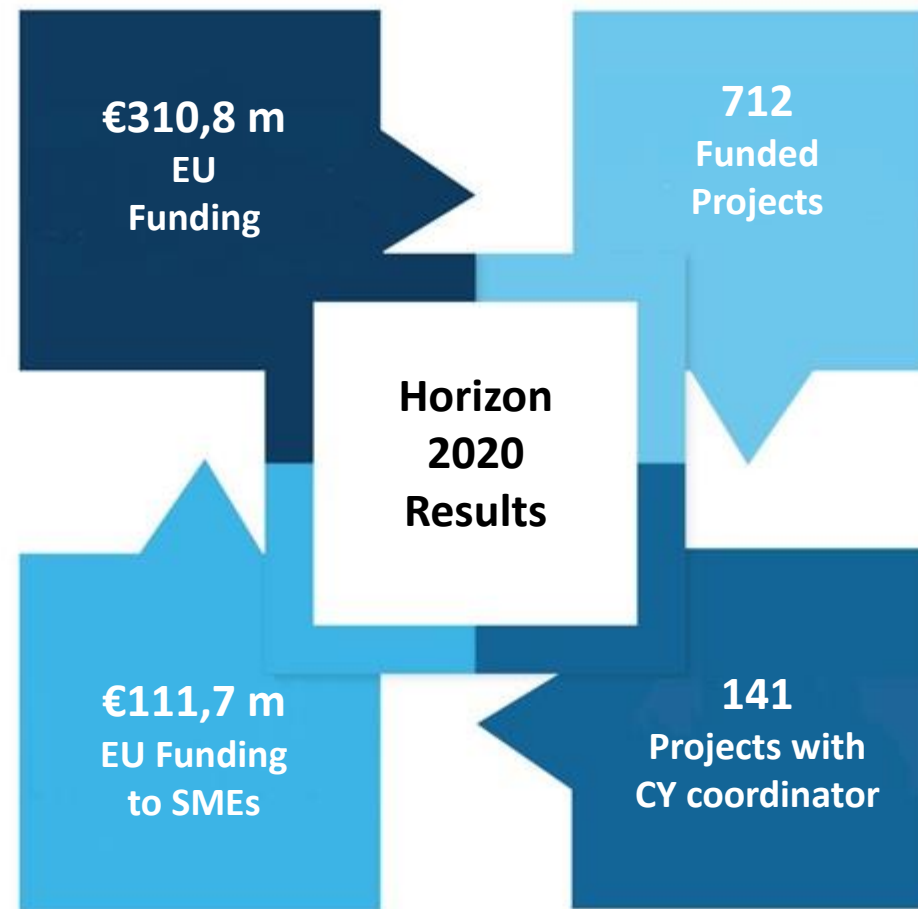 €310,8 m
EU
Funding
712
Funded
Projects
Horizon
2020
Results
€111,7 m
EU Funding
to SMEs
141
Projects with
CY coordinator